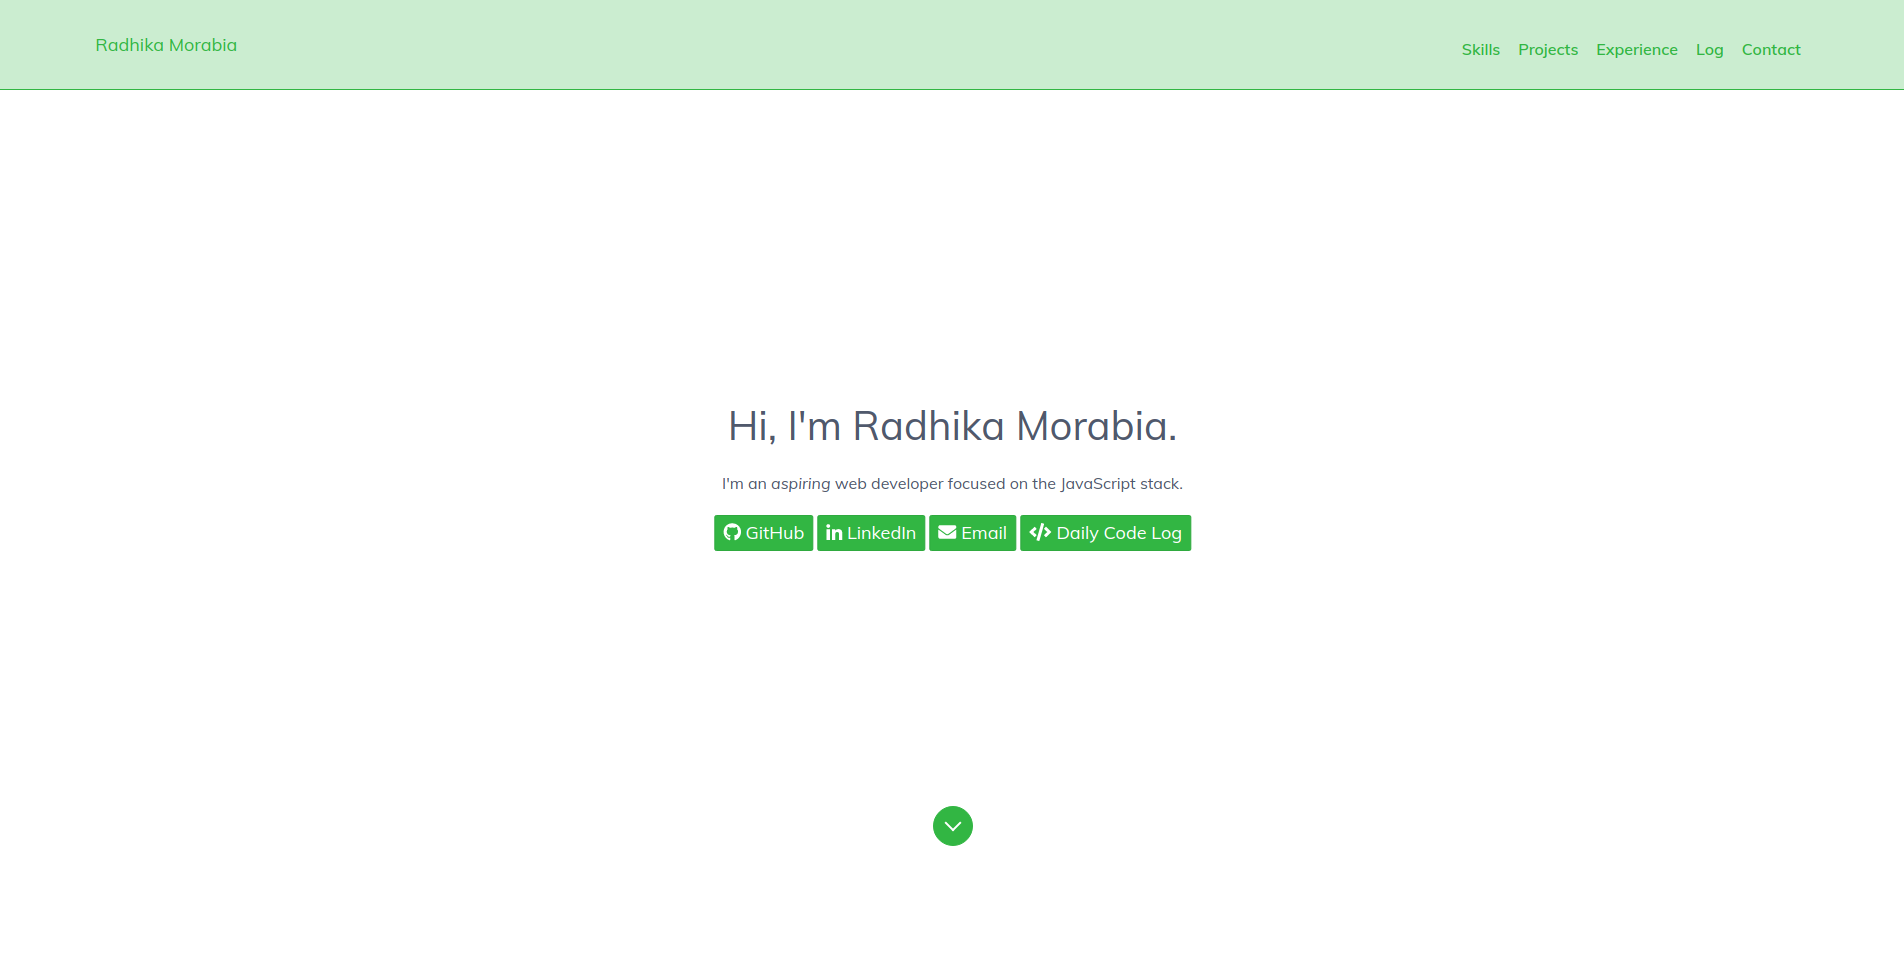 Radhika Morabia
Skills Projects Experience Log Contact
Hi, I'm Radhika Morabia.
I'm an aspiring web developer focused on the JavaScript stack.
GitHub LinkedIn Email Daily Code Log